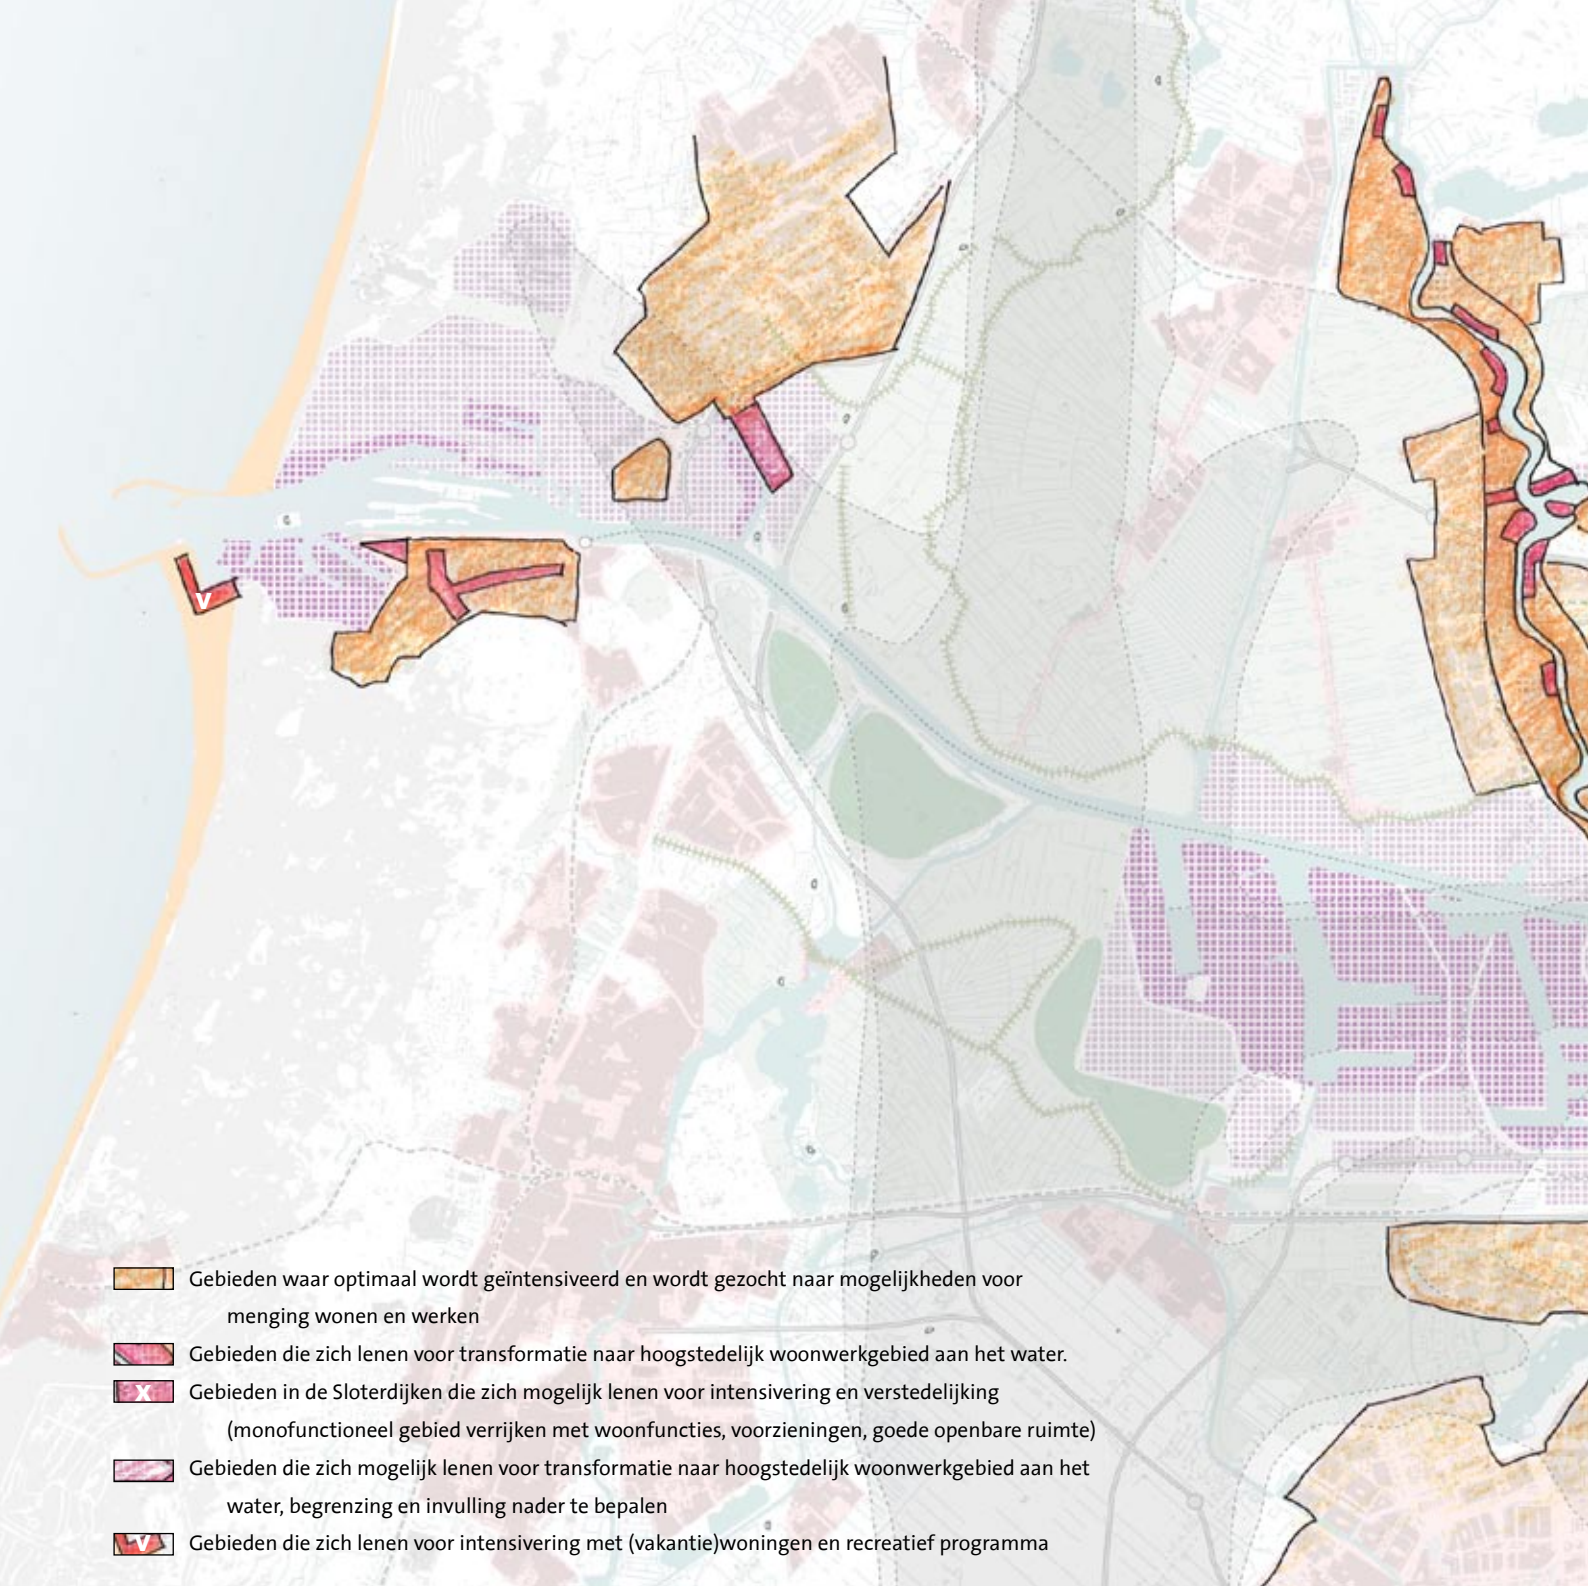 V
Gebieden waar optimaal wordt geïntensiveerd en wordt gezocht naar mogelijkheden voor
menging wonen en werken
Gebieden die zich lenen voor transformatie naar hoogstedelijk woonwerkgebied aan het water.
X Gebieden in de Sloterdijken die zich mogelijk lenen voor intensivering en verstedelijking
(monofunctioneel gebied verrijken met woonfuncties, voorzieningen, goede openbare ruimte)
Gebieden die zich mogelijk lenen voor transformatie naar hoogstedelijk woonwerkgebied aan het
water, begrenzing en invulling nader te bepalen
V Gebieden die zich lenen voor intensivering met (vakantie)woningen en recreatief programma